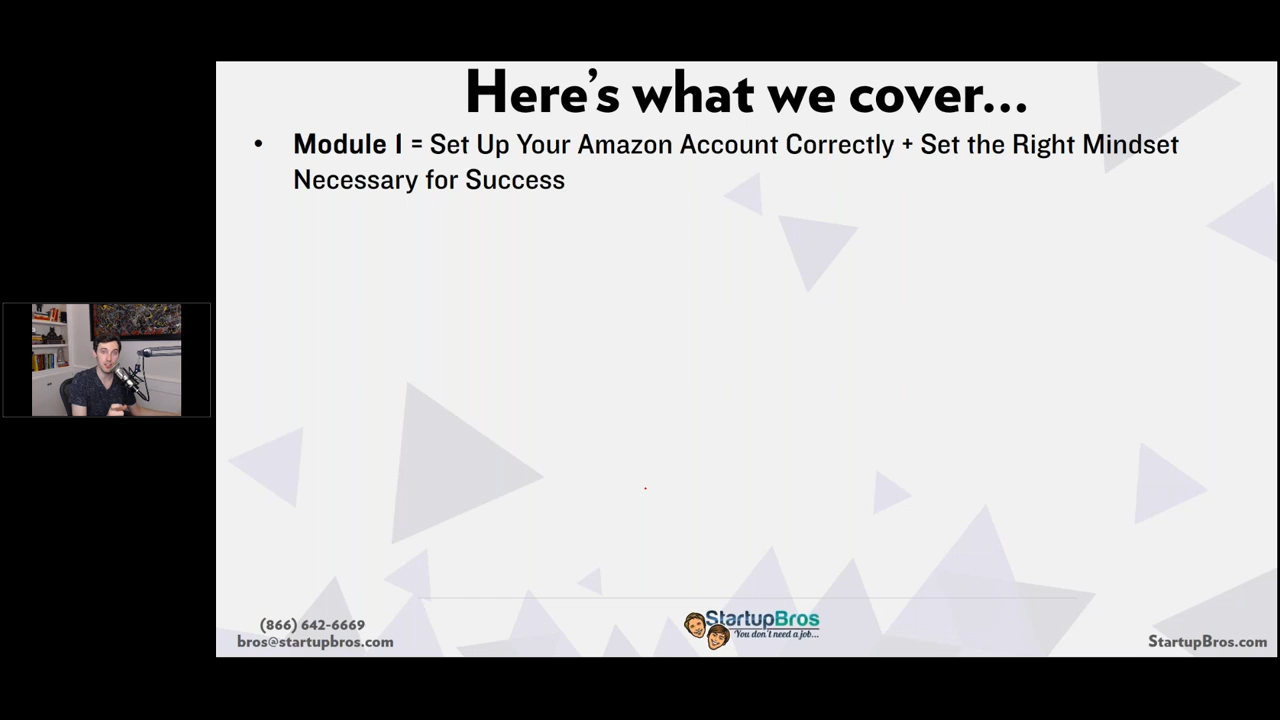 Here’s what we cover...
• Module 1 = Set Up Your Amazon Account Correctly + Set the Right Mindset
Necessary for Success
(866) 642-6669
bros@startupbros.com
StartupBros
"You don't need a job...
StartupBros.com